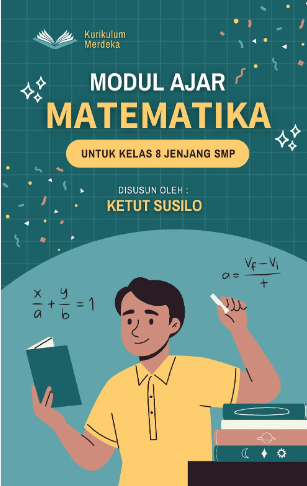 Kurikulum
Merdeka
MODUL AJAR
MATEMATIKA
UNTUK KELAS 8 JENJANG SMP
DISUSUN OLEH :
KETUT SUSILO
x/a + y/b = 1
a = (Vf - Vi)/t